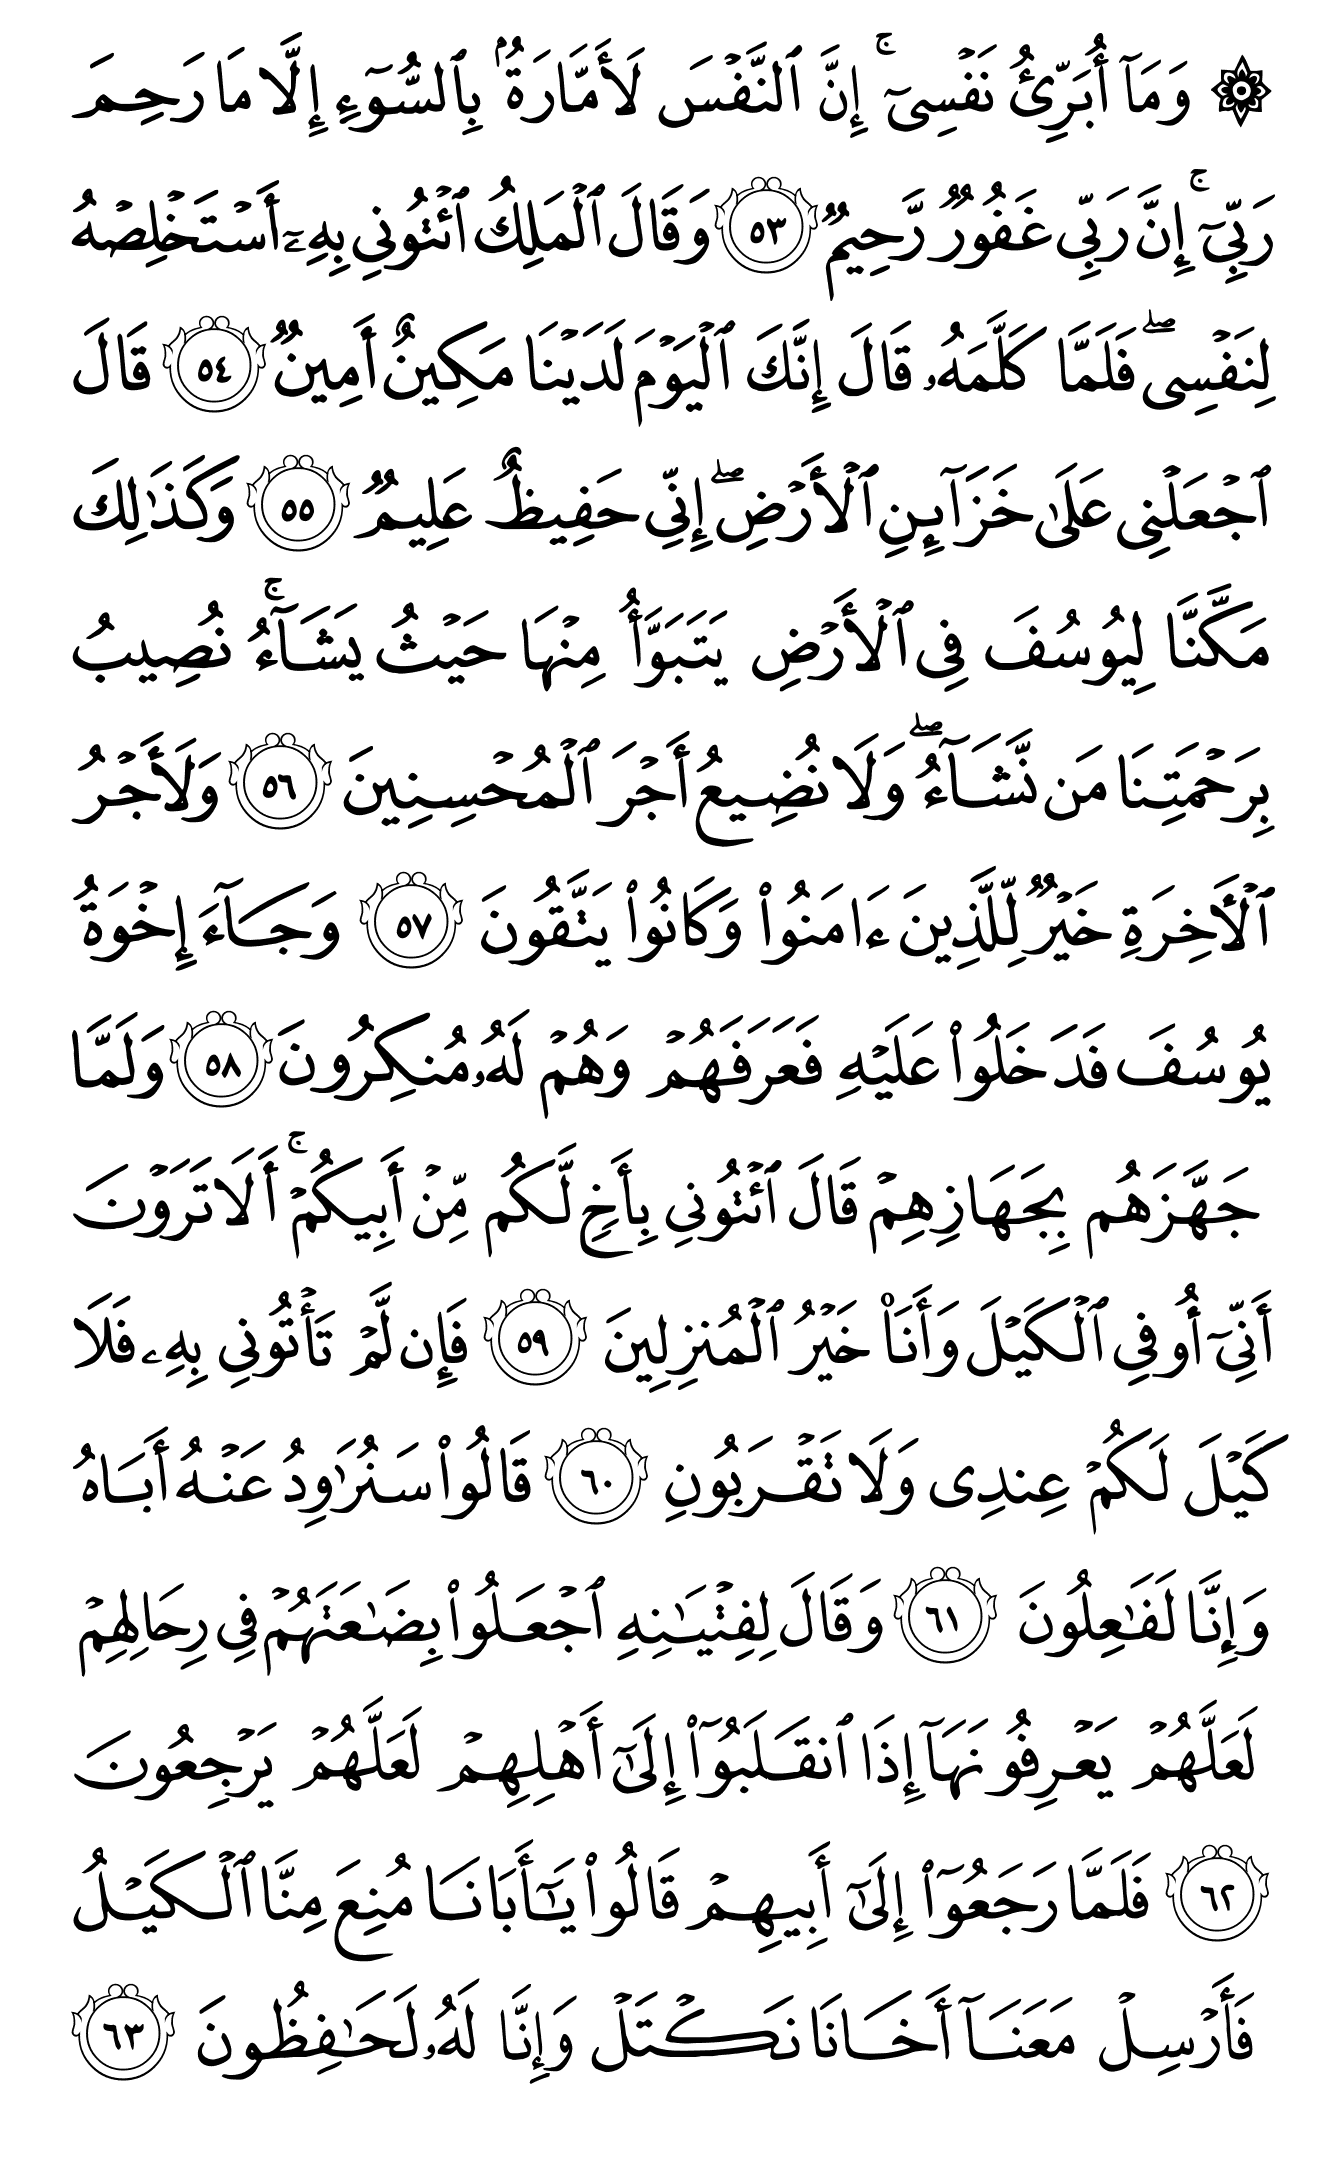 ۞ وَمَآ أُبَرِّئُ نَفْسِىٓ ۚ إِنَّ ٱلنَّفْسَ لَأَمَّارَةٌۢ بِٱلسُّوٓءِ إِلَّا مَا رَحِمَ
رَبِّىٓ ۚ إِنَّ رَبِّى غَفُورٌ رَّحِيمٌ ٥٣ وَقَالَ ٱلْمَلِكُ ٱئْتُونِى بِهِۦٓ أَسْتَخْلِصْهُ
لِنَفْسِى ۖ فَلَمَّا كَلَّمَهُۥ قَالَ إِنَّكَ ٱلْيَوْمَ لَدَيْنَا مَكِينٌ أَمِينٌ ٥٤ قَالَ
ٱجْعَلْنِى عَلَىٰ خَزَآئِنِ ٱلْأَرْضِ ۖ إِنِّى حَفِيظٌ عَلِيمٌ ٥٥ وَكَذَٰلِكَ
مَكَّنَّا لِيُوسُفَ فِى ٱلْأَرْضِ يَتَبَوَّأُ مِنْهَا حَيْثُ يَشَآءُ ۚ نُصِيبُ
بِرَحْمَتِنَا مَن نَّشَآءُ ۖ وَلَا نُضِيعُ أَجْرَ ٱلْمُحْسِنِينَ ٥٦ وَلَأَجْرُ
ٱلْأَخِرَةِ خَيْرٌ لِّلَّذِينَ ءَامَنُوا۟ وَكَانُوا۟ يَتَّقُونَ ٥٧ وَجَآءَ إِخْوَةُ
يُوسُفَ فَدَخَلُوا۟ عَلَيْهِ فَعَرَفَهُمْ وَهُمْ لَهُۥ مُنكِرُونَ ٥٨ وَلَمَّا
جَهَّزَهُم بِجَهَازِهِمْ قَالَ ٱئْتُونِى بِأَخٍ لَّكُم مِّنْ أَبِيكُمْ ۚ أَلَا تَرَوْنَ
أَنِّىٓ أُوفِى ٱلْكَيْلَ وَأَنَا۠ خَيْرُ ٱلْمُنزِلِينَ ٥٩ فَإِن لَّمْ تَأْتُونِى بِهِۦ فَلَا
كَيْلَ لَكُمْ عِندِى وَلَا تَقْرَبُونِ ٦٠ قَالُوا۟ سَنُرَٰوِدُ عَنْهُ أَبَاهُ
وَإِنَّا لَفَٰعِلُونَ ٦١ وَقَالَ لِفِتْيَٰنِهِ ٱجْعَلُوا۟ بِضَٰعَتَهُمْ فِى رِحَالِهِمْ
لَعَلَّهُمْ يَعْرِفُونَهَآ إِذَا ٱنقَلَبُوٓا۟ إِلَىٰٓ أَهْلِهِمْ لَعَلَّهُمْ يَرْجِعُونَ
٦٢ فَلَمَّا رَجَعُوٓا۟ إِلَىٰٓ أَبِيهِمْ قَالُوا۟ يَٰٓأَبَانَا مُنِعَ مِنَّا ٱلْكَيْلُ
فَأَرْسِلْ مَعَنَآ أَخَانَا نَكْتَلْ وَإِنَّا لَهُۥ لَحَٰفِظُونَ ٦٣